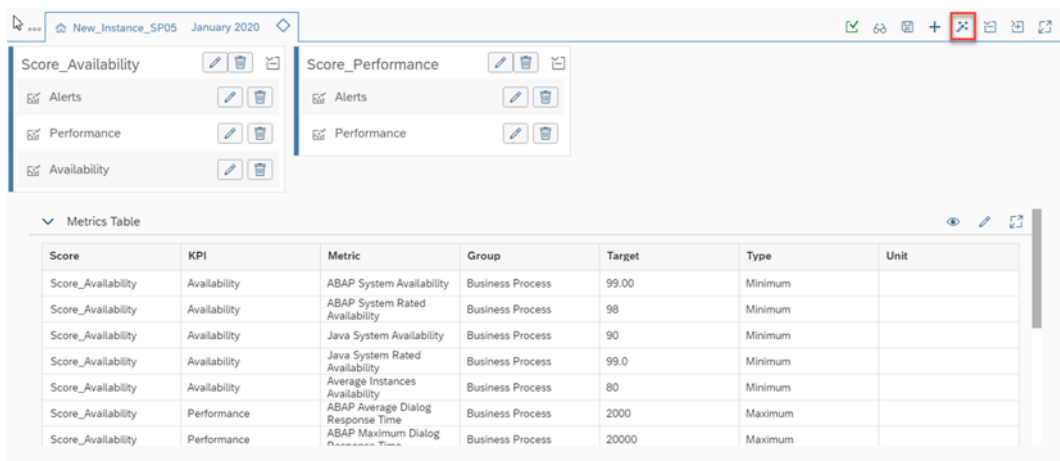 ... New_Instance_SP05 January 2020
Score_Availability
Alerts
Performance
Availability
Score_Performance
Alerts
Performance
Metrics Table
Score KPI Metric Group Target Type Unit
Score_Availability Availability ABAP System Availability Business Process 99.00 Minimum
Score_Availability Availability ABAP System Rated Availability Business Process 98 Minimum
Score_Availability Availability Java System Availability Business Process 90 Minimum
Score_Availability Availability Java System Rated Availability Business Process 99.0 Minimum
Score_Availability Availability Average Instances Availability Business Process 80 Minimum
Score_Availability Performance ABAP Average Dialog Response Time Business Process 2000 Maximum
Score_Availability Performance ABAP Maximum Dialog Response Time Business Process 20000 Maximum